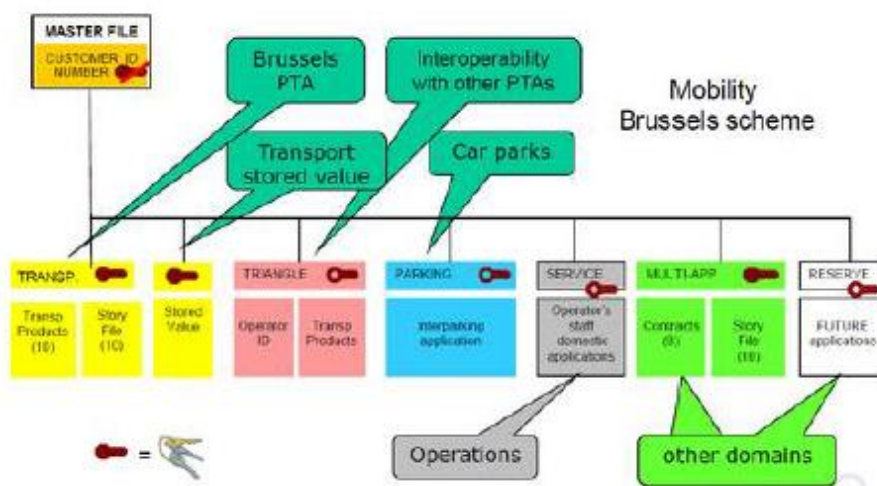 MASTER FILE
CUSTOMER ID
NUMBER
Brussels
PTA
Interoperability
with other PTAs
Mobility
Brussels scheme
Transport
stored value
Car parks
TRANSP.
TRIANGLE
PARKING
SERVICE
MULTI-APP
RESERVE
Transp
Products
(10)
Story
File
(10)
Stored
Value
Operator
ID
Transp
Products
Interparking
application
Operator's
staff
domestic
applications
Contracts
(8)
Story
File
(10)
FUTURE
applications
Operations
other domains
=